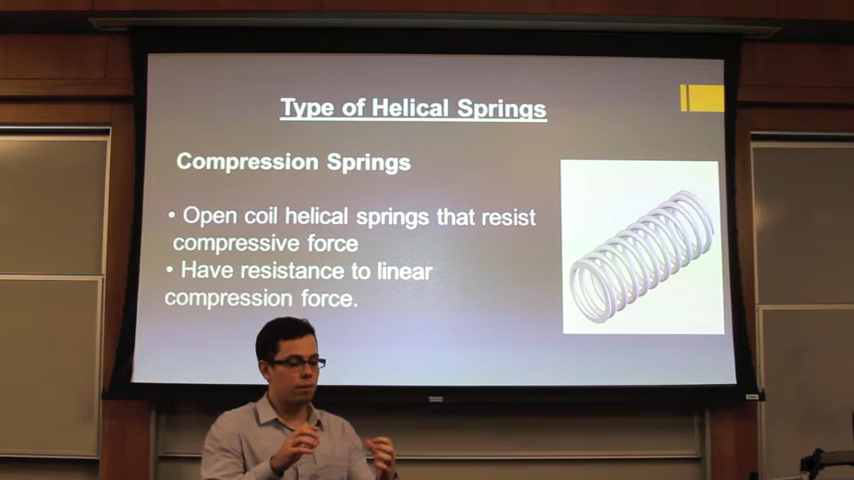 Type of Helical Springs
Compression Springs
• Open coil helical springs that resist
compressive force
• Have resistance to linear
compression force.